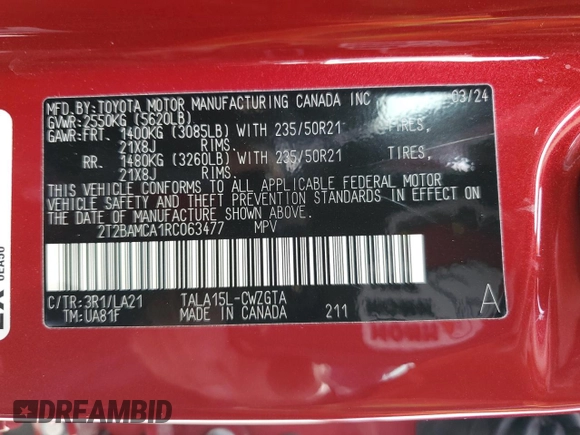 MFD.BY:TOYOTA MOTOR MANUFACTURING CANADA INC 03/24
GVWR:2550KG (5620LB)
GAWR:FRT. 1400KG (3085LB) WITH 235/50R21 TIRES,
21X8J RIMS.
RR. 1480KG (3260LB) WITH 235/50R21 TIRES,
21X8J RIMS.
THIS VEHICLE CONFORMS TO ALL APPLICABLE FEDERAL MOTOR
VEHICLE SAFETY AND THEFT PREVENTION STANDARDS IN EFFECT
ON THE DATE OF MANUFACTURE SHOWN ABOVE.
2T2BAMCA1RC063477 MPV
C/TR:3R1/LA21 TALA15L-CWZGTA
TM:UA81F MADE IN CANADA 211 A
DREAMBID